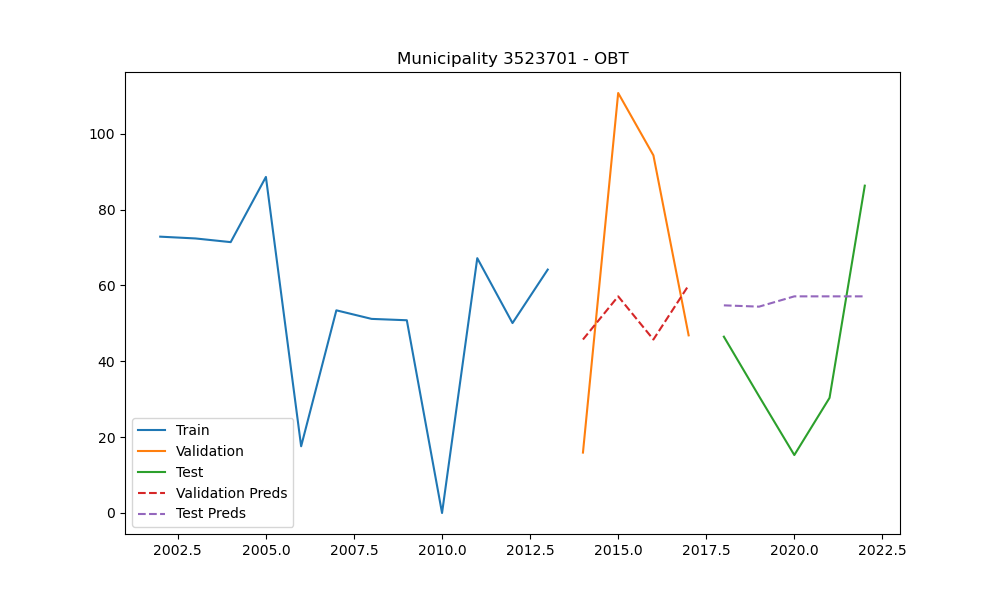 Municipality 3523701 - OBT
100
80
60
40
20
0
Train
Validation
Test
Validation Preds
Test Preds
2002.5 2005.0 2007.5 2010.0 2012.5 2015.0 2017.5 2020.0 2022.5